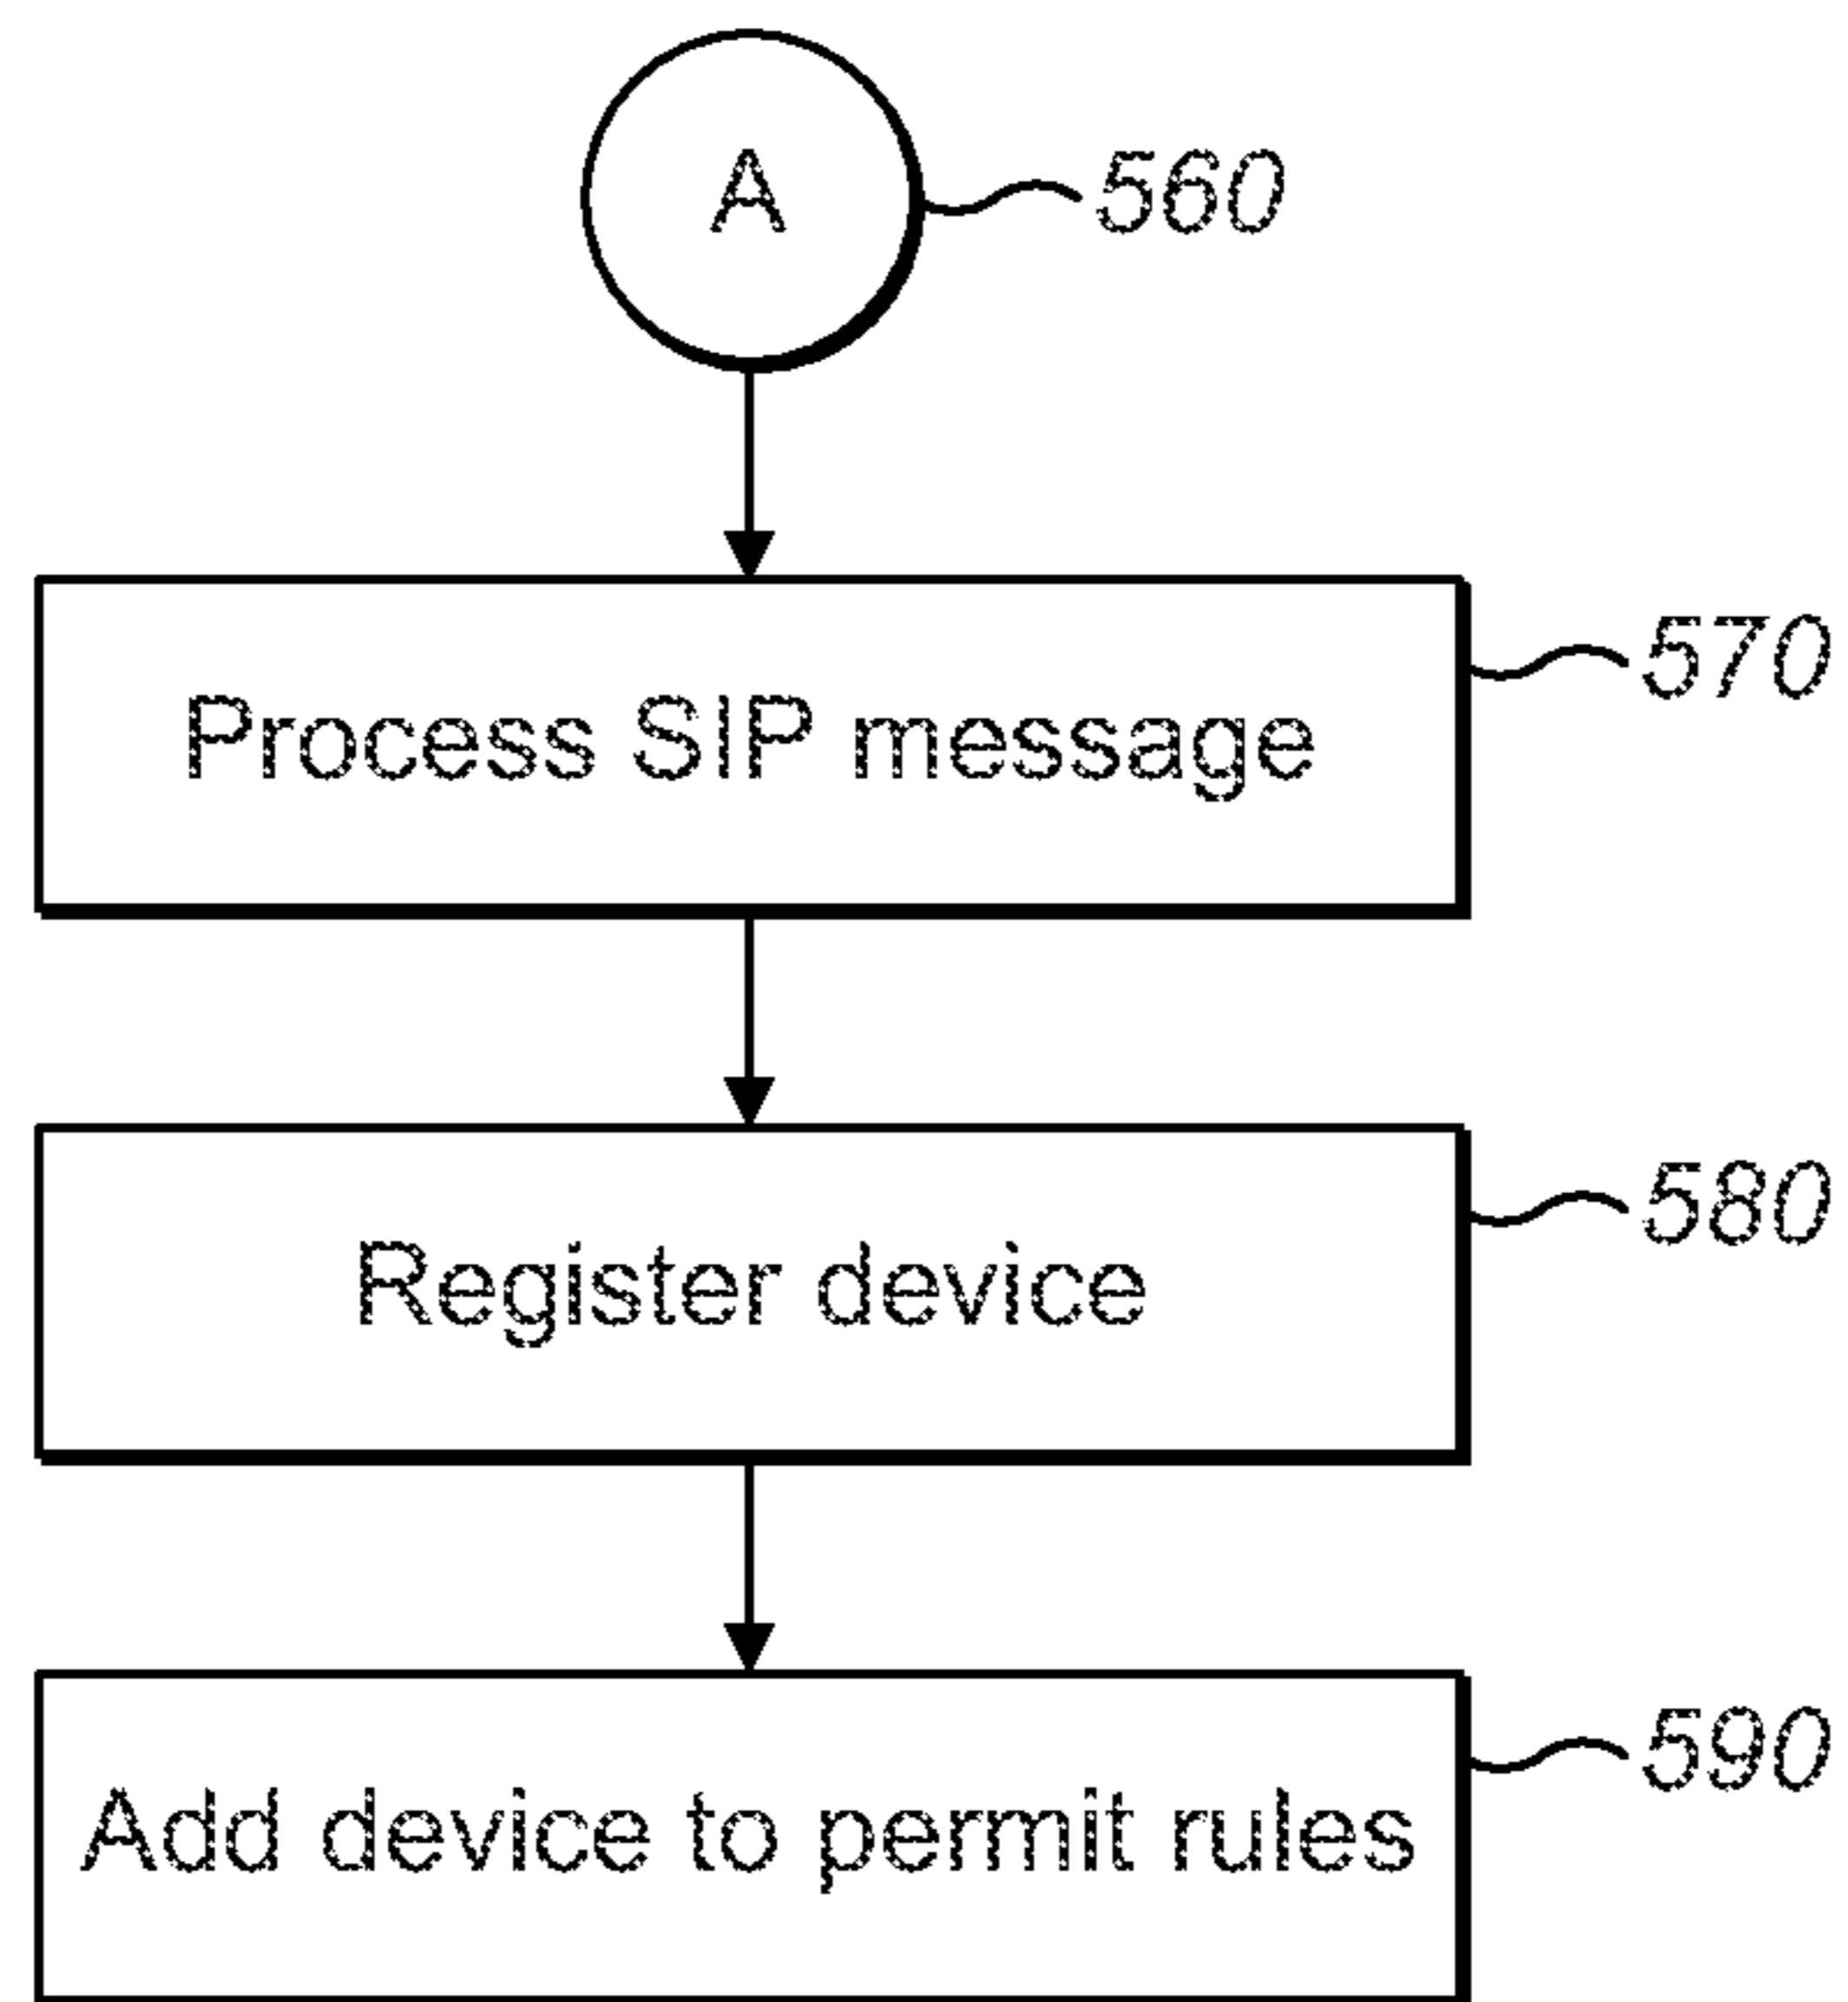 A
560
570
Process SIP message
580
Register device
590
Add device to permit rules